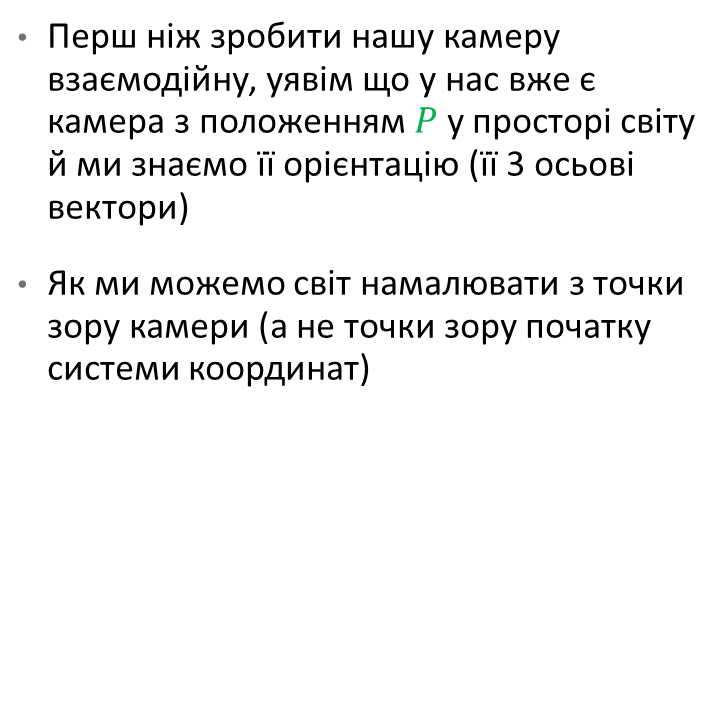 • Перш ніж зробити нашу камеру
взаємодійну, уявім що у нас вже є
камера з положенням P у просторі світу
й ми знаємо її орієнтацію (її 3 осьові
вектори)
• Як ми можемо світ намалювати з точки
зору камери (а не точки зору початку
системи координат)